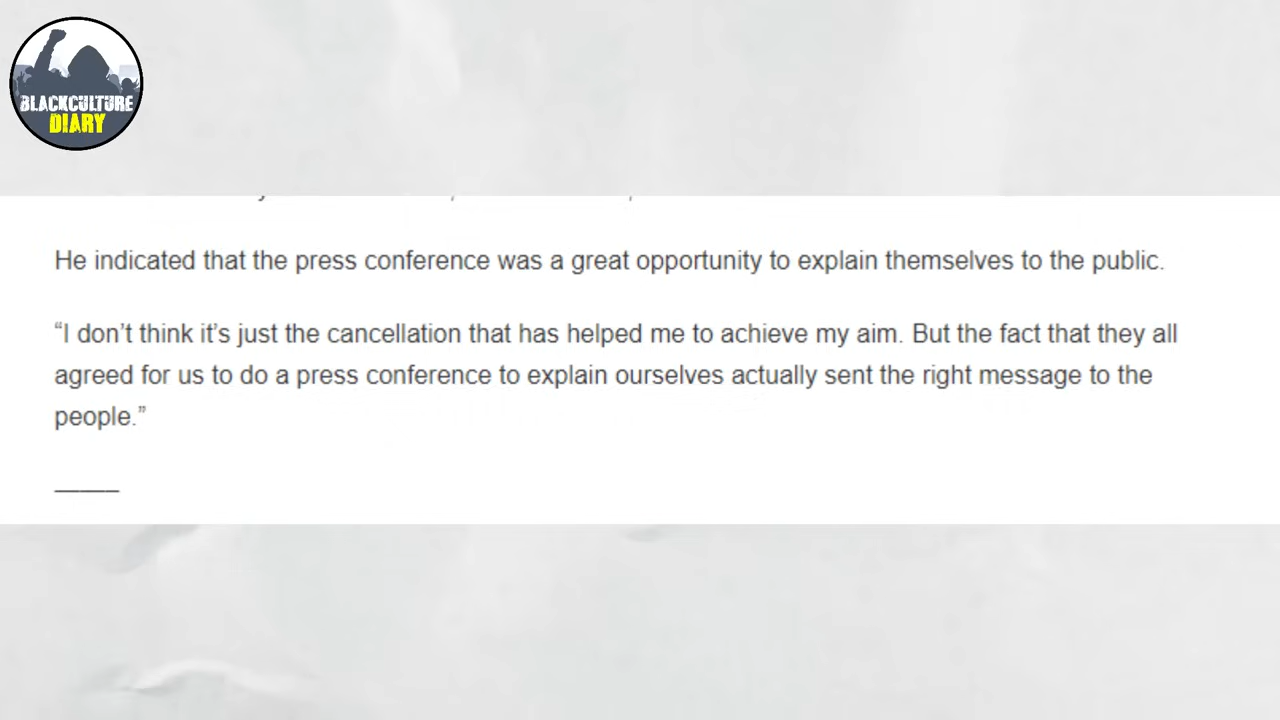 BLACKCULTURE
DIARY
He indicated that the press conference was a great opportunity to explain themselves to the public.
“I don’t think it’s just the cancellation that has helped me to achieve my aim. But the fact that they all
agreed for us to do a press conference to explain ourselves actually sent the right message to the
people.”